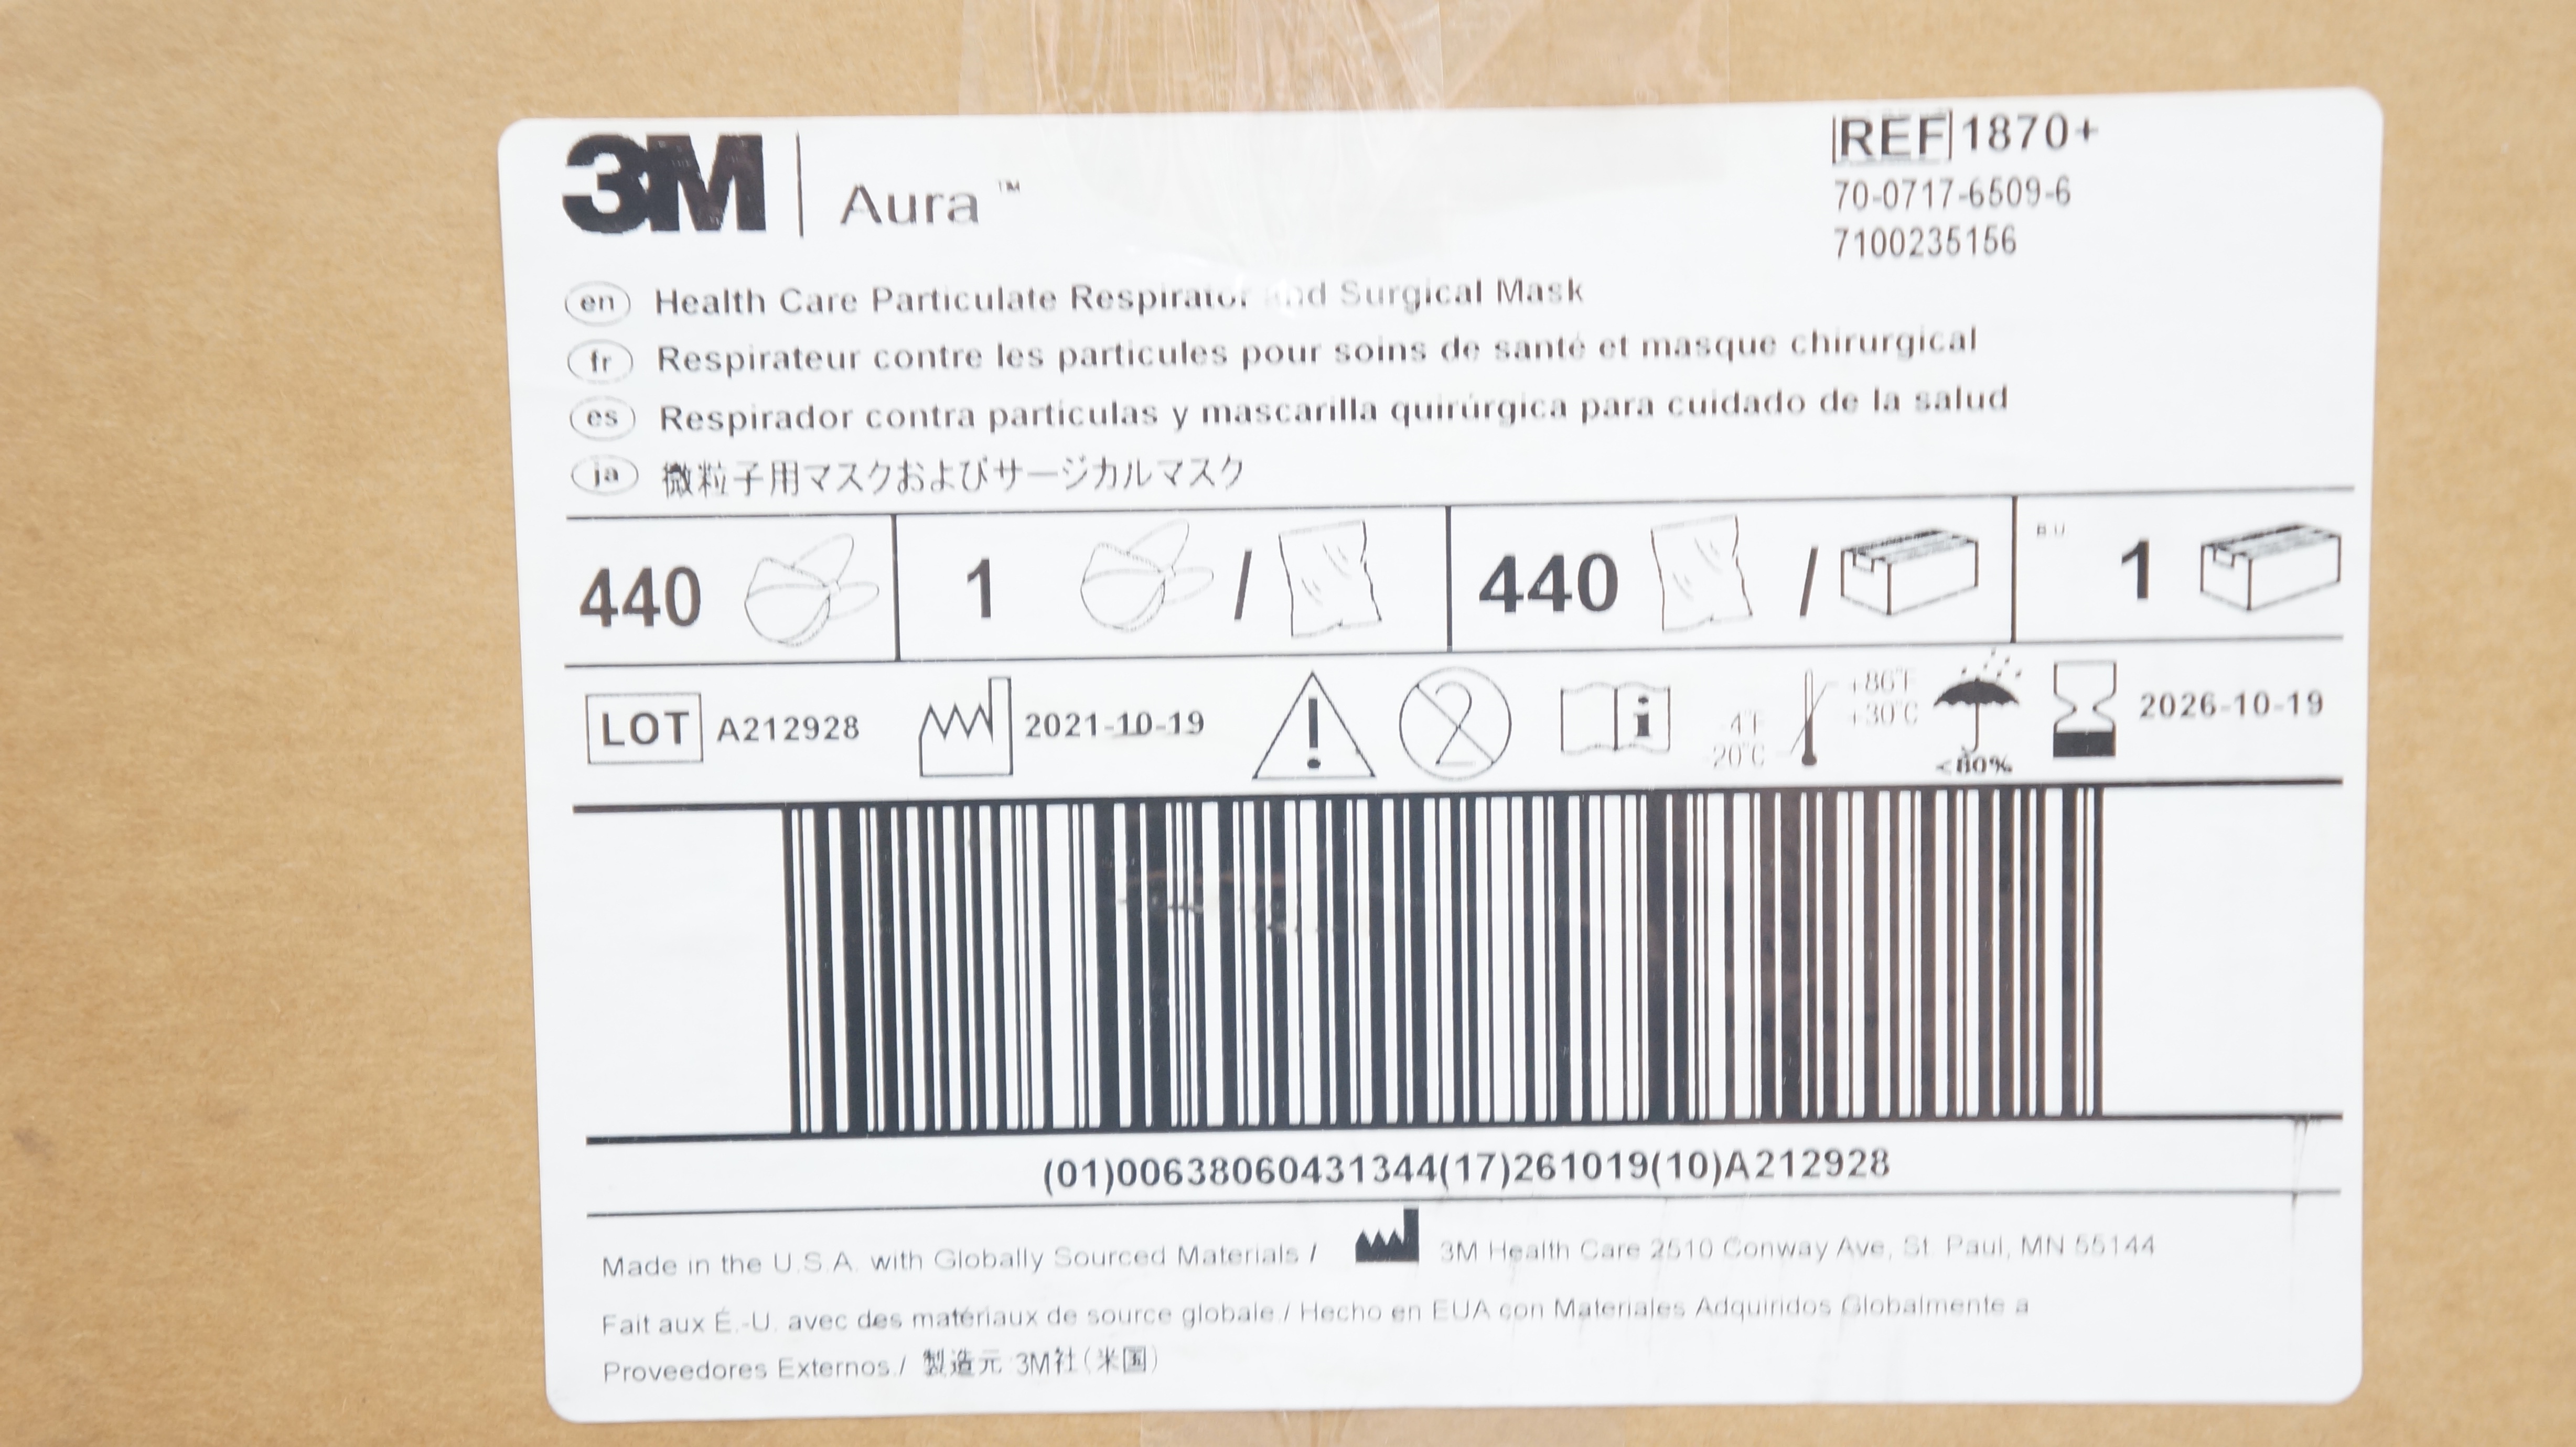 3M | Aura™
REF 1870+
70-0717-6509-6
7100235156
en Health Care Particulate Respirator and Surgical Mask
fr Respirateur contre les particules pour soins de santé et masque chirurgical
es Respirador contra particulas y mascarilla quirúrgica para cuidado de la salud
ja 微粒子用マスクおよびサージカルマスク
440 1 / 440 / 1
LOT A212928 2021-10-19 2 i -4°F -20°C +86°F +30°C <80% 2026-10-19
(01)00638060431344(17)261019(10)A212928
Made in the U.S.A. with Globally Sourced Materials / 3M Health Care 2510 Conway Ave, St. Paul, MN 55144
Fait aux É.-U. avec des matériaux de source globale / Hecho en EUA con Materiales Adquiridos Globalmente a
Proveedores Externos / 製造元 3M社(米国)